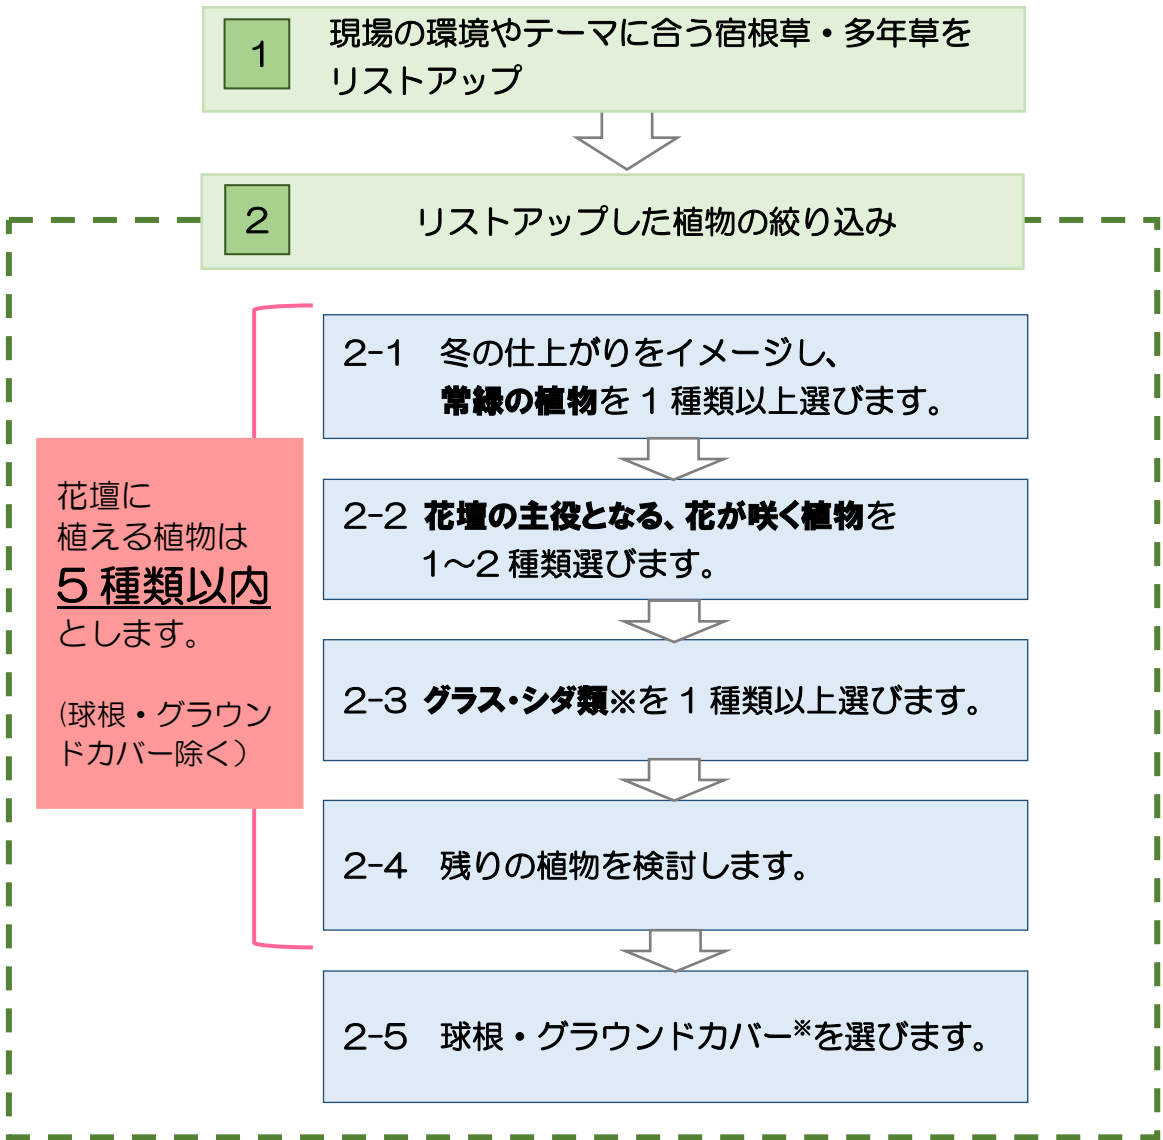 1
現場の環境やテーマに合う宿根草・多年草を
リストアップ
2
リストアップした植物の絞り込み
2-1 冬の仕上がりをイメージし、
常緑の植物を1種類以上選びます。
2-2 花壇の主役となる、花が咲く植物を
1～2種類選びます。
2-3 グラス・シダ類※を1種類以上選びます。
2-4 残りの植物を検討します。
2-5 球根・グラウンドカバー※を選びます。
花壇に
植える植物は
5種類以内
とします。
(球根・グラウン
ドカバー除く）